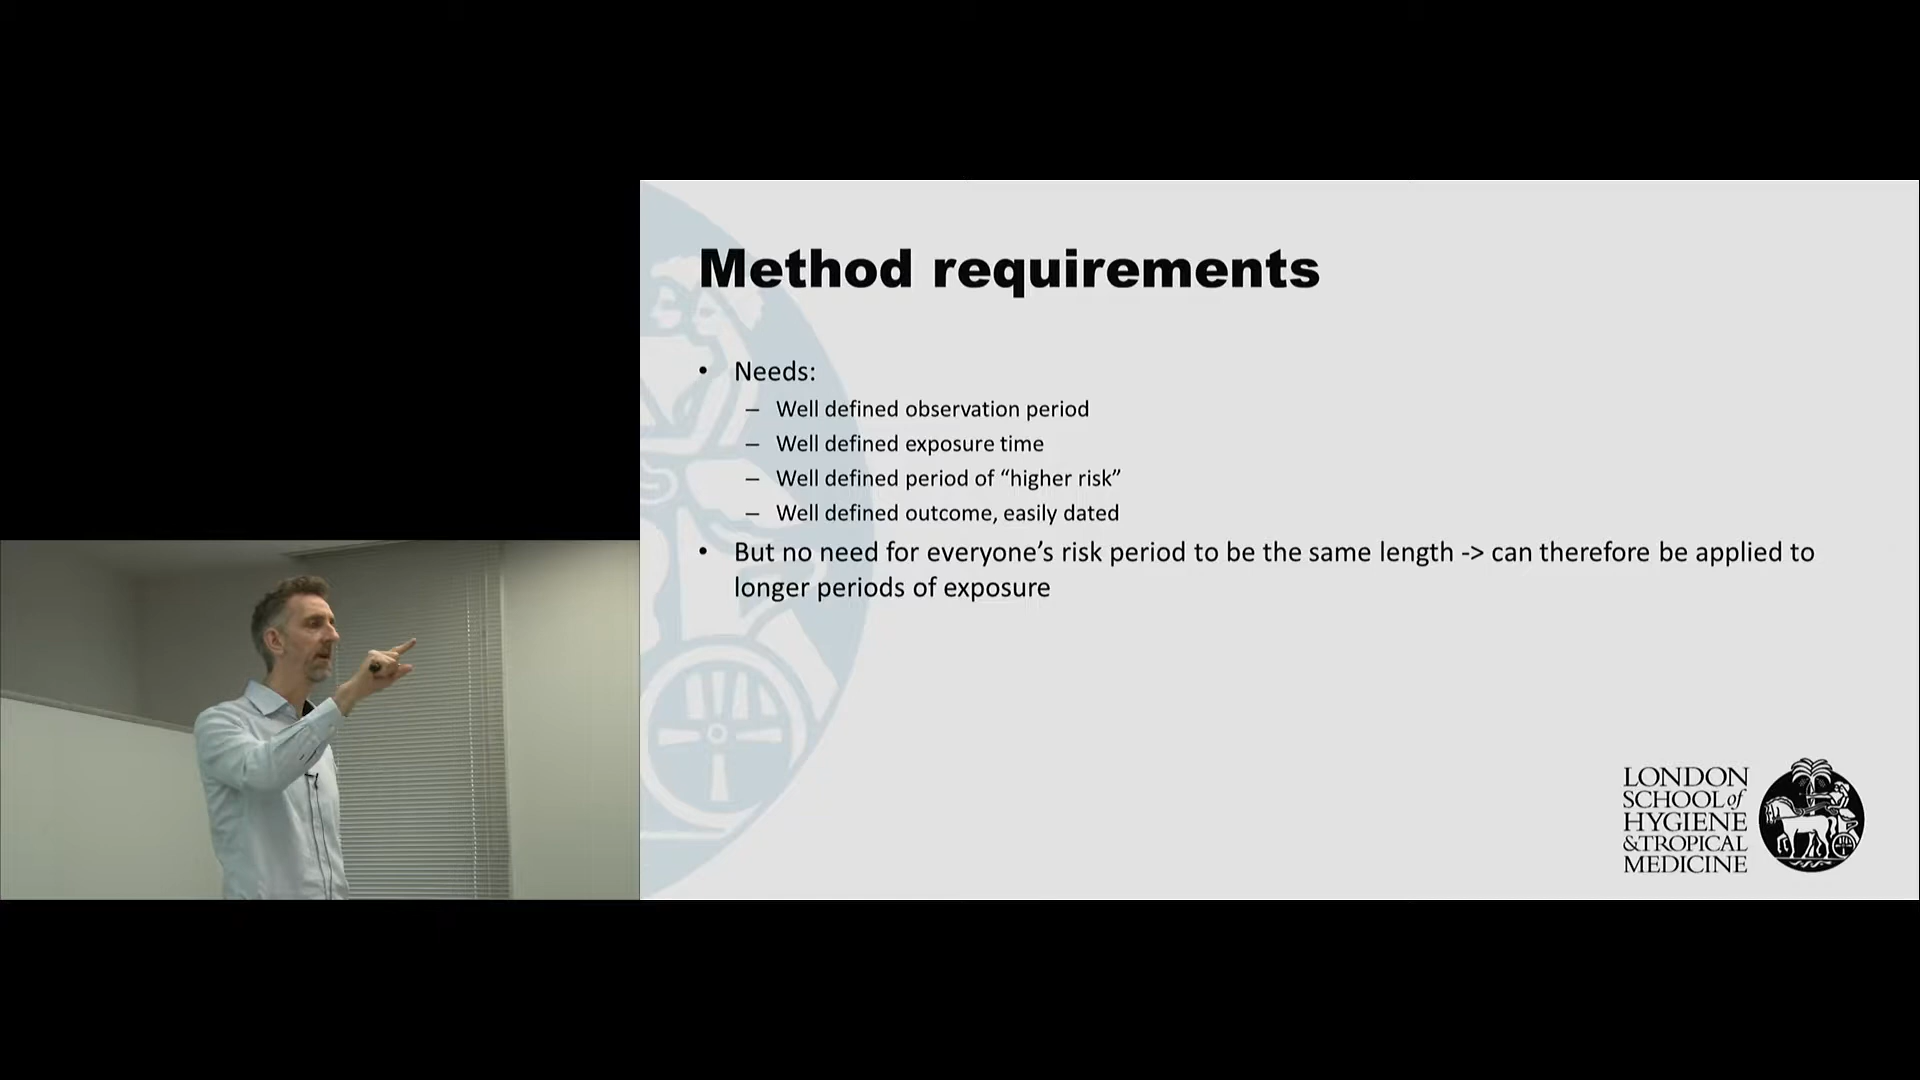 Method requirements
• Needs:
– Well defined observation period
– Well defined exposure time
– Well defined period of “higher risk”
– Well defined outcome, easily dated
• But no need for everyone’s risk period to be the same length -> can therefore be applied to
longer periods of exposure
LONDON
SCHOOL of
HYGIENE
&TROPICAL
MEDICINE